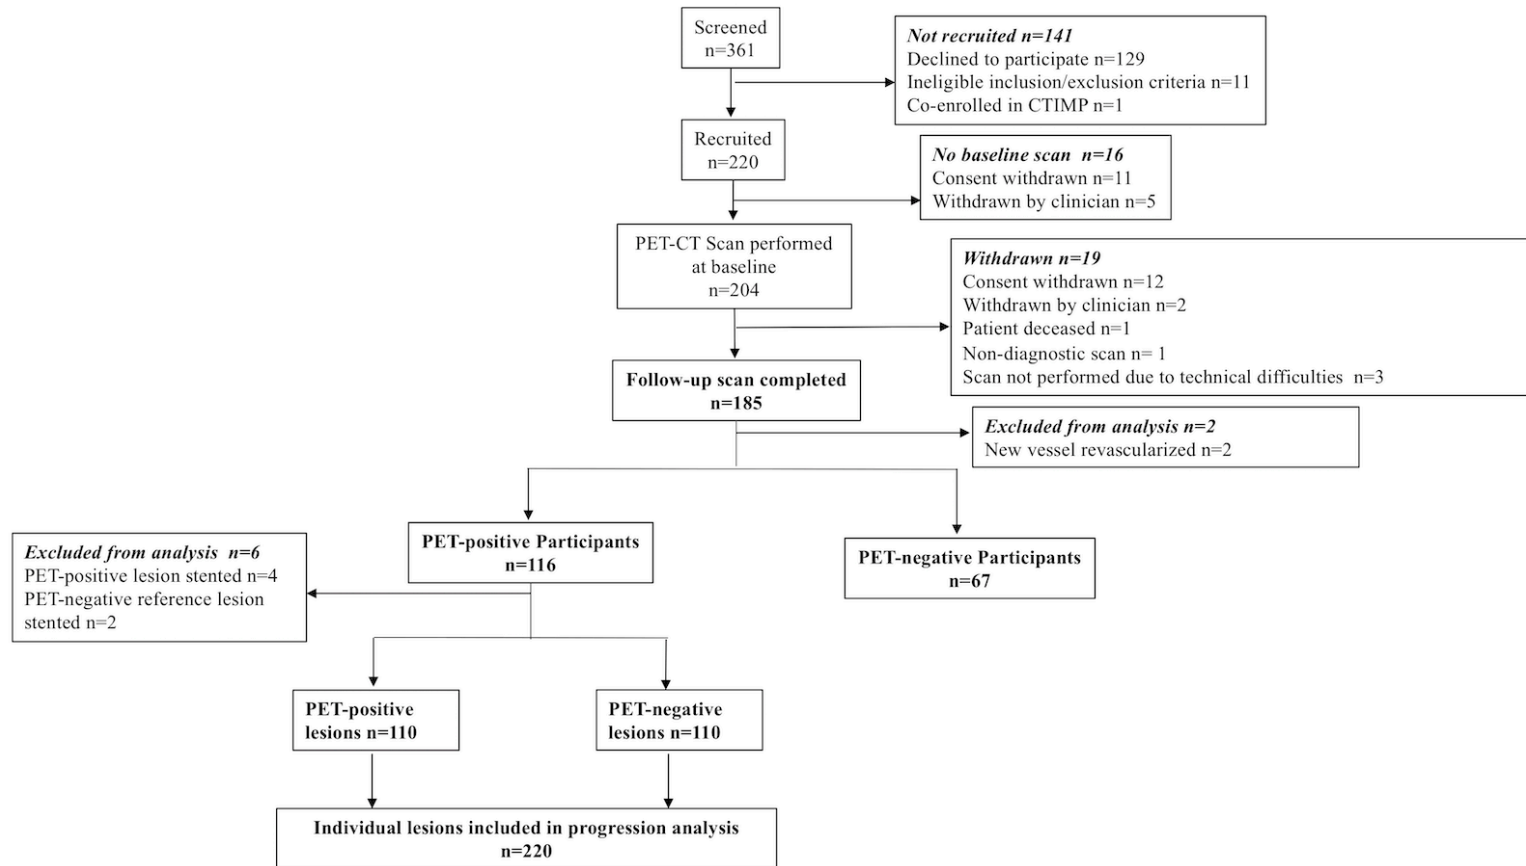 Screened
n=361
Not recruited n=141
Declined to participate n=129
Ineligible inclusion/exclusion criteria n=11
Co-enrolled in CTIMP n=1
Recruited
n=220
No baseline scan n=16
Consent withdrawn n=11
Withdrawn by clinician n=5
PET-CT Scan performed
at baseline
n=204
Withdrawn n=19
Consent withdrawn n=12
Withdrawn by clinician n=2
Patient deceased n=1
Non-diagnostic scan n= 1
Scan not performed due to technical difficulties n=3
Follow-up scan completed
n=185
Excluded from analysis n=2
New vessel revascularized n=2
PET-positive Participants
n=116
PET-negative Participants
n=67
Excluded from analysis n=6
PET-positive lesion stented n=4
PET-negative reference lesion
stented n=2
PET-positive
lesions n=110
PET-negative
lesions n=110
Individual lesions included in progression analysis
n=220